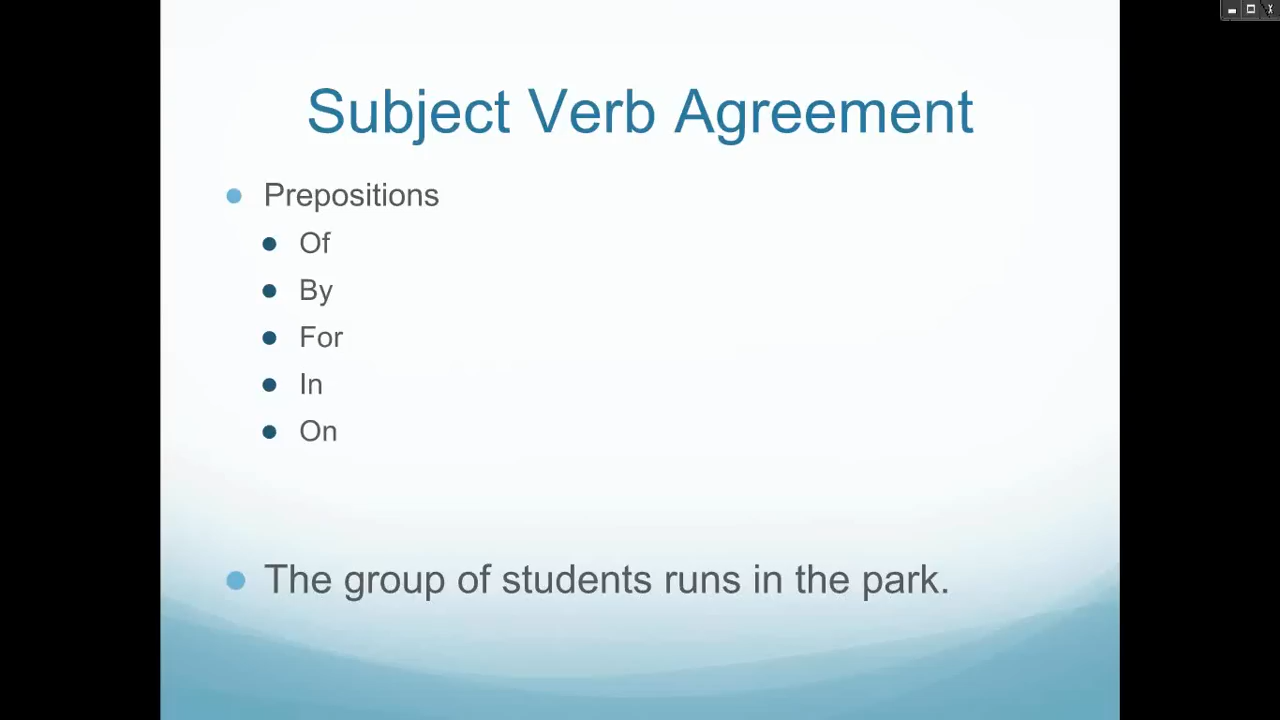 Subject Verb Agreement
Prepositions
Of
By
For
In
On
The group of students runs in the park.